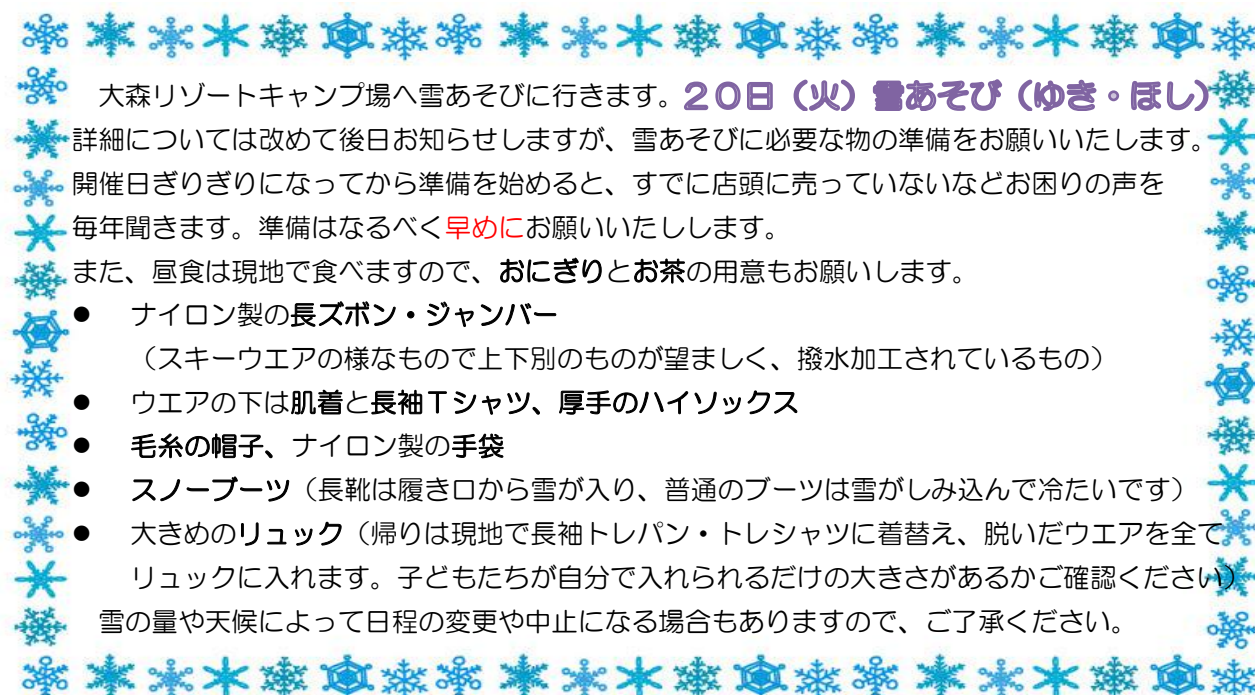 大森リゾートキャンプ場へ雪あそびに行きます。２０日（火）雪あそび（ゆき・ほし）
詳細については改めて後日お知らせしますが、雪あそびに必要な物の準備をお願いいたします。
開催日ぎりぎりになってから準備を始めると、すでに店頭に売っていないなどお困りの声を
毎年聞きます。準備はなるべく早めにお願いいたしします。
また、昼食は現地で食べますので、おにぎりとお茶の用意もお願いします。
● ナイロン製の長ズボン・ジャンバー
（スキーウエアの様なもので上下別のものが望ましく、撥水加工されているもの）
● ウエアの下は肌着と長袖Ｔシャツ、厚手のハイソックス
● 毛糸の帽子、ナイロン製の手袋
● スノーブーツ（長靴は履き口から雪が入り、普通のブーツは雪がしみ込んで冷たいです）
● 大きめのリュック（帰りは現地で長袖トレパン・トレシャツに着替え、脱いだウエアを全て
リュックに入れます。子どもたちが自分で入れられるだけの大きさがあるかご確認ください）
雪の量や天候によって日程の変更や中止になる場合もありますので、ご了承ください。